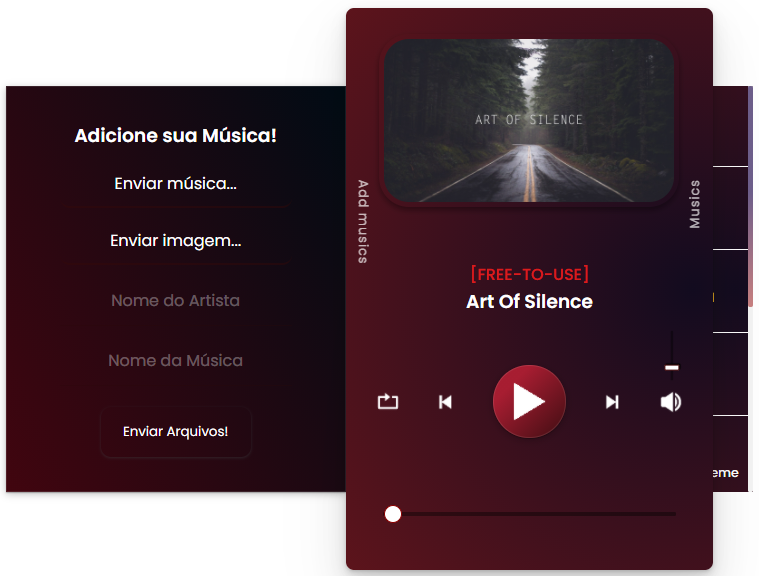 Adicione sua Música!
Enviar música...
Enviar imagem...
Nome do Artista
Nome da Música
Enviar Arquivos!
Add musics
ART OF SILENCE
[FREE-TO-USE]
Art Of Silence
Musics
eme